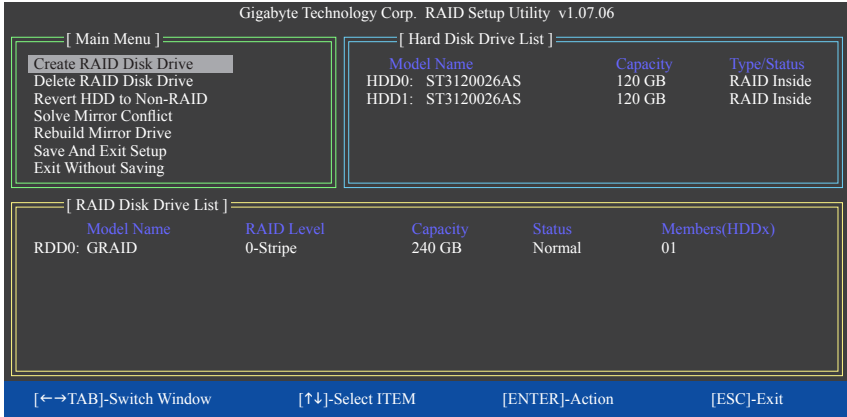 Gigabyte Technology Corp. RAID Setup Utility v1.07.06
[ Main Menu ]
Create RAID Disk Drive
Delete RAID Disk Drive
Revert HDD to Non-RAID
Solve Mirror Conflict
Rebuild Mirror Drive
Save And Exit Setup
Exit Without Saving
[ Hard Disk Drive List ]
Model Name Capacity Type/Status
HDD0: ST3120026AS 120 GB RAID Inside
HDD1: ST3120026AS 120 GB RAID Inside
[ RAID Disk Drive List ]
Model Name RAID Level Capacity Status Members(HDDx)
RDD0: GRAID 0-Stripe 240 GB Normal 01
[←→TAB]-Switch Window [↑↓]-Select ITEM [ENTER]-Action [ESC]-Exit